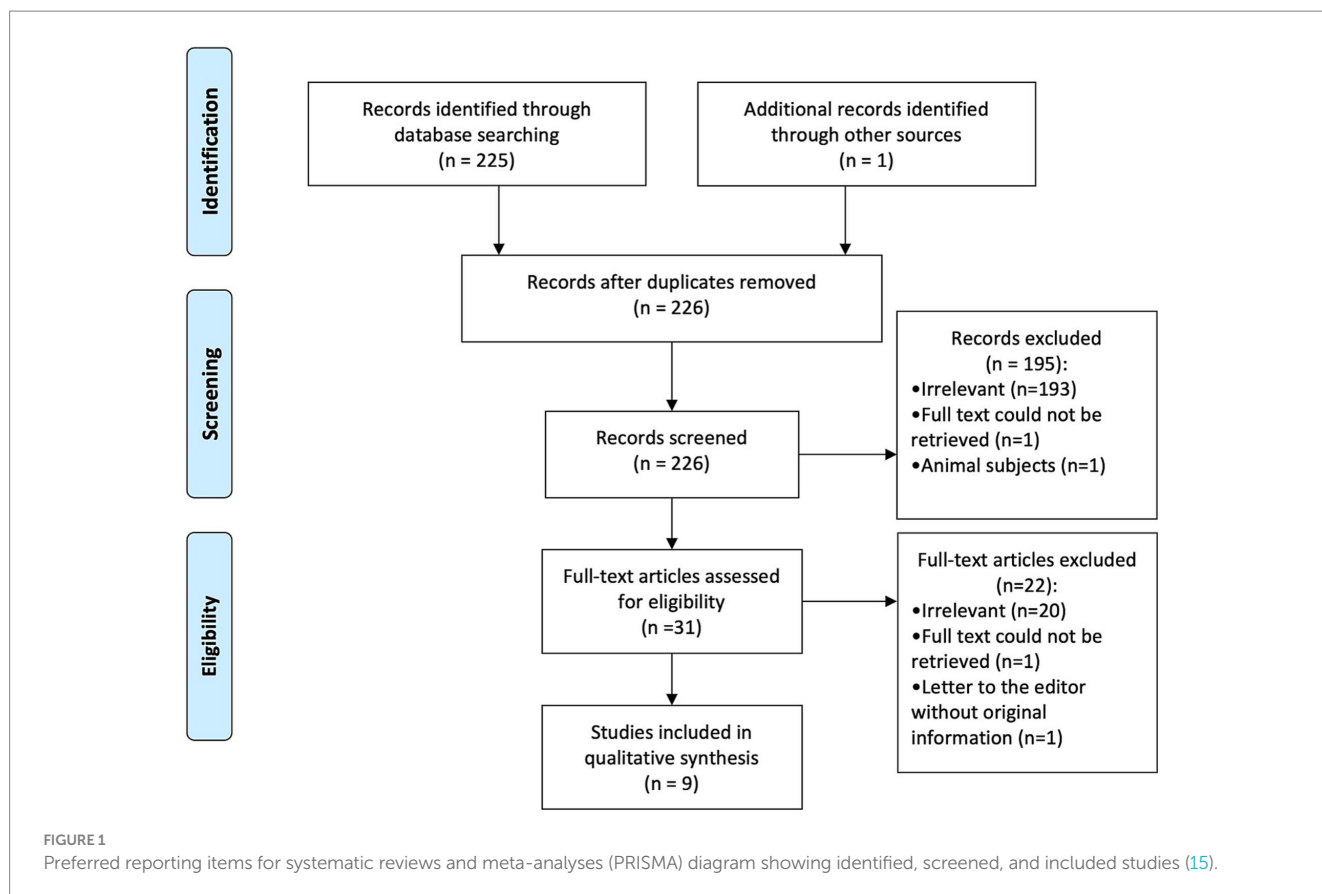 Identification
Records identified through
database searching
(n = 225)
Additional records identified
through other sources
(n = 1)
Records after duplicates removed
(n = 226)
Screening
Records screened
(n = 226)
Records excluded
(n = 195):
•Irrelevant (n=193)
•Full text could not be
retrieved (n=1)
•Animal subjects (n=1)
Eligibility
Full-text articles assessed
for eligibility
(n =31)
Full-text articles excluded
(n=22):
•Irrelevant (n=20)
•Full text could not be
retrieved (n=1)
•Letter to the editor
without original
information (n=1)
Studies included in
qualitative synthesis
(n = 9)
FIGURE 1
Preferred reporting items for systematic reviews and meta-analyses (PRISMA) diagram showing identified, screened, and included studies (15).